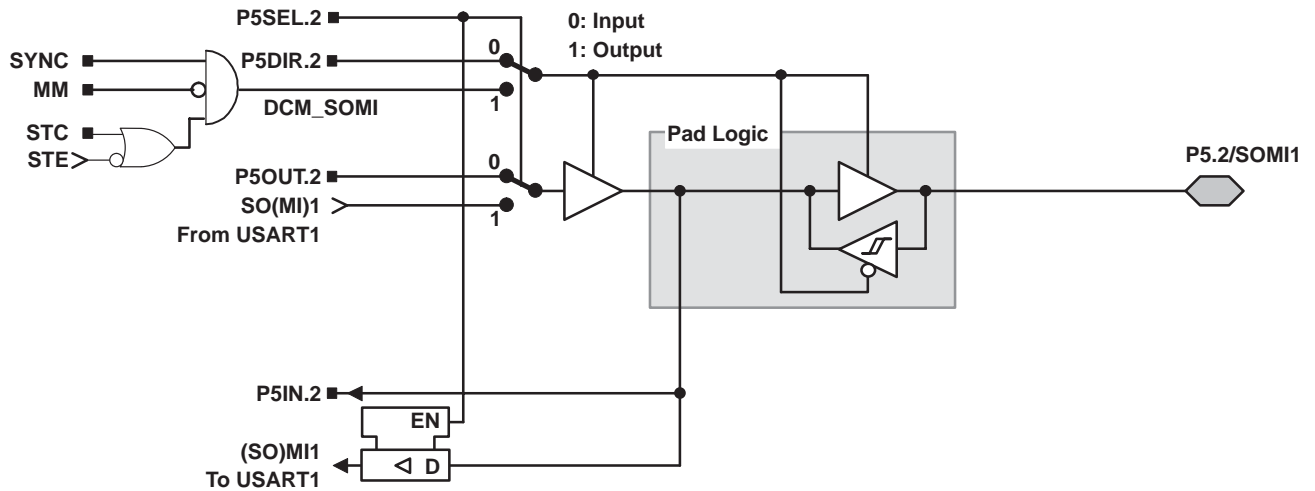 P5SEL.2
0: Input
1: Output
SYNC
P5DIR.2
0
MM
DCM_SOMI
1
STC
STE
Pad Logic
P5.2/SOMI1
P5OUT.2
0
SO(MI)1
1
From USART1
P5IN.2
EN
(SO)MI1
D
To USART1